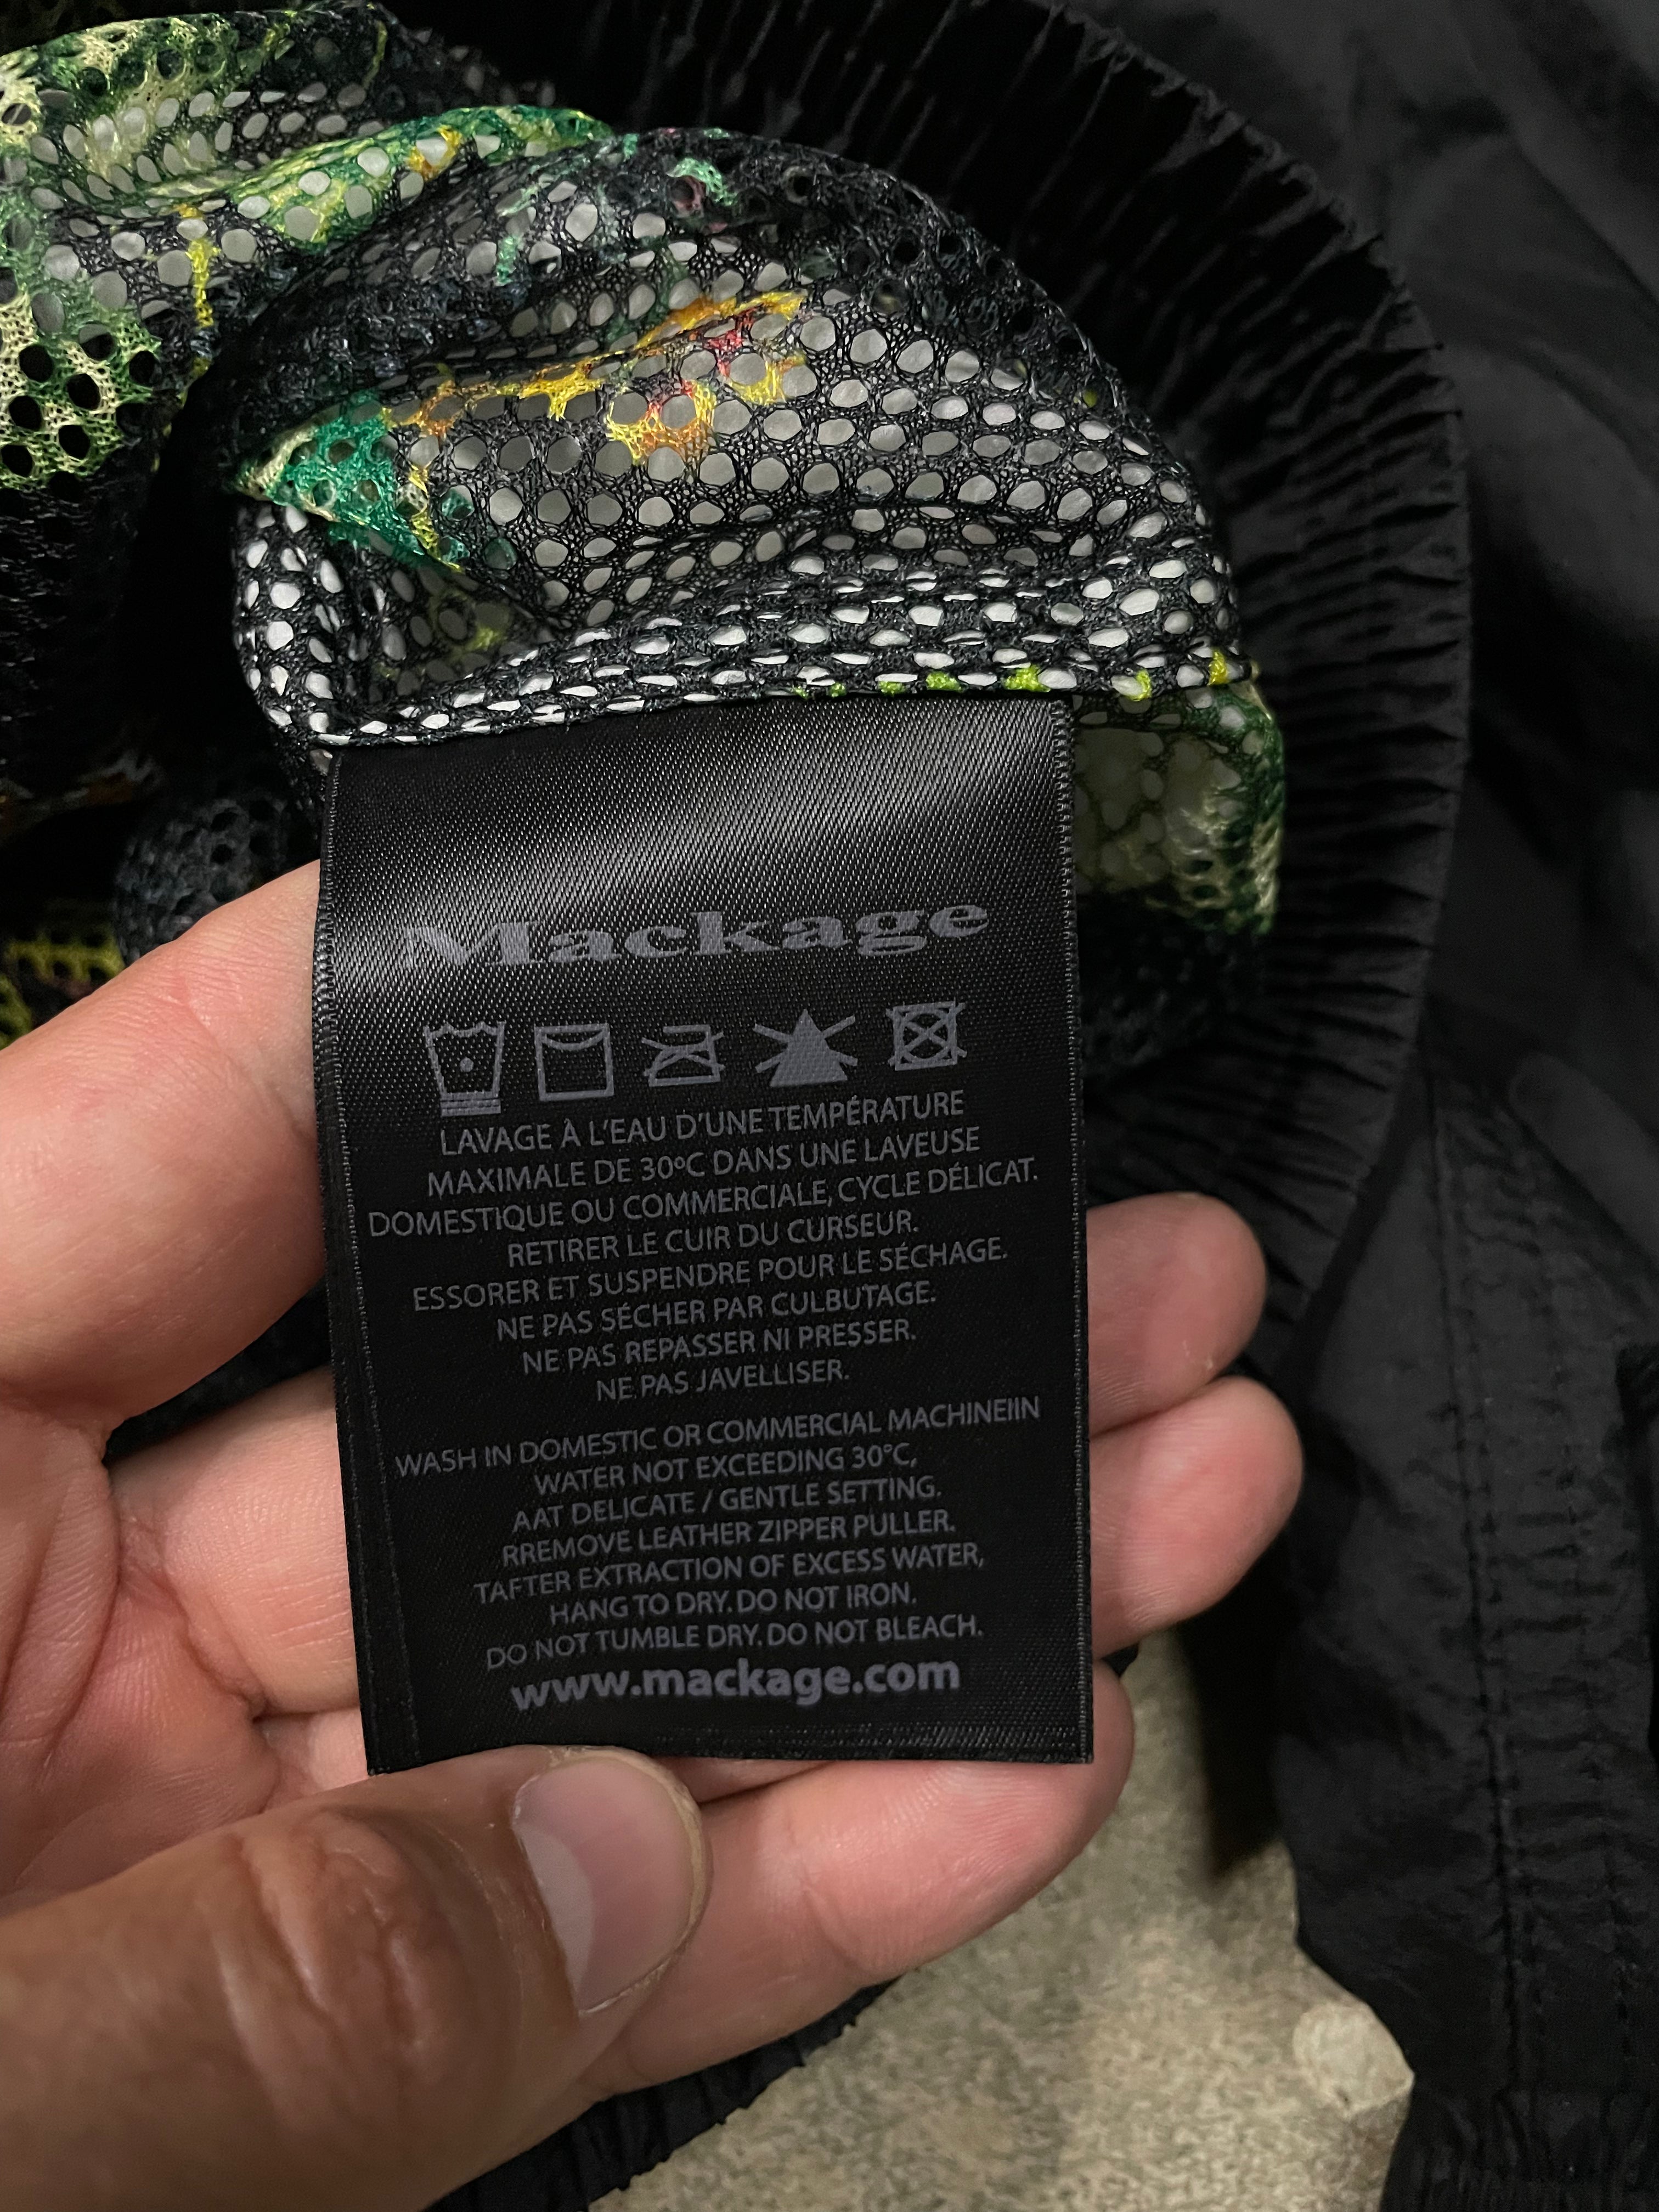 Mackage
LAVAGE À L'EAU D'UNE TEMPÉRATURE
MAXIMALE DE 30ºC DANS UNE LAVEUSE
DOMESTIQUE OU COMMERCIALE, CYCLE DÉLICAT.
RETIRER LE CUIR DU CURSEUR.
ESSORER ET SUSPENDRE POUR LE SÉCHAGE.
NE PAS SÉCHER PAR CULBUTAGE.
NE PAS REPASSER NI PRESSER.
NE PAS JAVELLISER.
WASH IN DOMESTIC OR COMMERCIAL MACHINEIIN
WATER NOT EXCEEDING 30°C,
AAT DELICATE / GENTLE SETTING.
RREMOVE LEATHER ZIPPER PULLER.
TAFTER EXTRACTION OF EXCESS WATER,
HANG TO DRY. DO NOT IRON.
DO NOT TUMBLE DRY. DO NOT BLEACH.
www.mackage.com